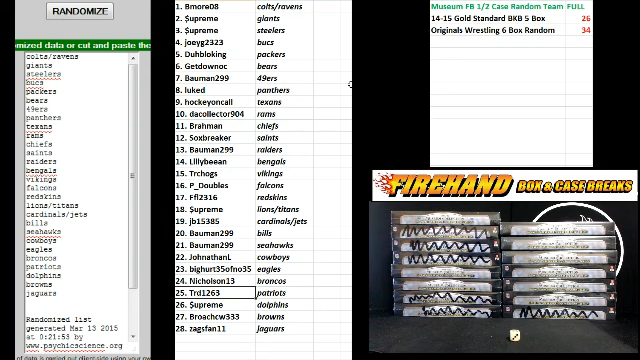 RANDOMIZE
omized data or cut and paste the
colts/ravens
giants
steelers
bucs
packers
bears
49ers
panthers
texans
rams
chiefs
saints
raiders
bengals
vikings
falcons
redskins
lions/titans
cardinals/jets
bills
seahawks
cowboys
eagles
broncos
patriots
dolphins
browns
jaguars
Randomized list
generated Mar 13 2015
at 0:21:53 by
www.psychicscience.org
1. Bmore08 colts/ravens
2. $upreme giants
3. $upreme steelers
4. joeyg2323 bucs
5. Duhbloking packers
6. Getdownoc bears
7. Bauman299 49ers
8. luked panthers
9. hockeyoncall texans
10. dacollector904 rams
11. Brahman chiefs
12. Soxbreaker saints
13. Bauman299 raiders
14. Lillybeean bengals
15. Trchogs vikings
16. P_Doubles falcons
17. Ffl2316 redskins
18. $upreme lions/titans
19. jb15385 cardinals/jets
20. Bauman299 bills
21. Bauman299 seahawks
22. JohnathanL cowboys
23. bighurt35ofno35 eagles
24. Nicholson13 broncos
25. Trd1263 patriots
26. $upreme dolphins
27. Broachcw333 browns
28. zagsfan11 jaguars
Museum FB 1/2 Case Random Team FULL
14-15 Gold Standard BKB 5 Box 26
Originals Wrestling 6 Box Random 34
FIREHAND
BOX & CASE BREAKS